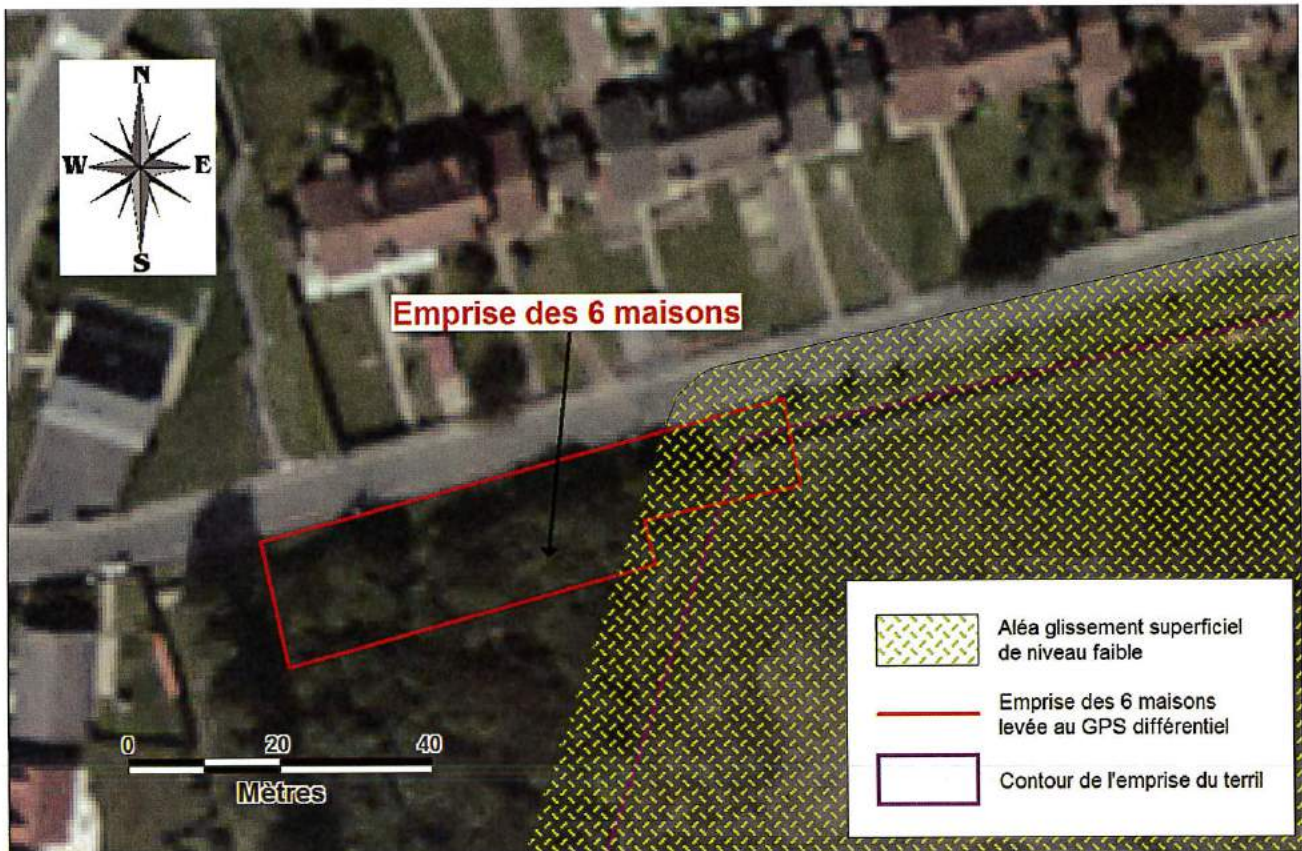 N
W E
S
Emprise des 6 maisons
Aléa glissement superficiel
de niveau faible
Emprise des 6 maisons
levée au GPS différentiel
Contour de l'emprise du terril
0 20 40
Mètres